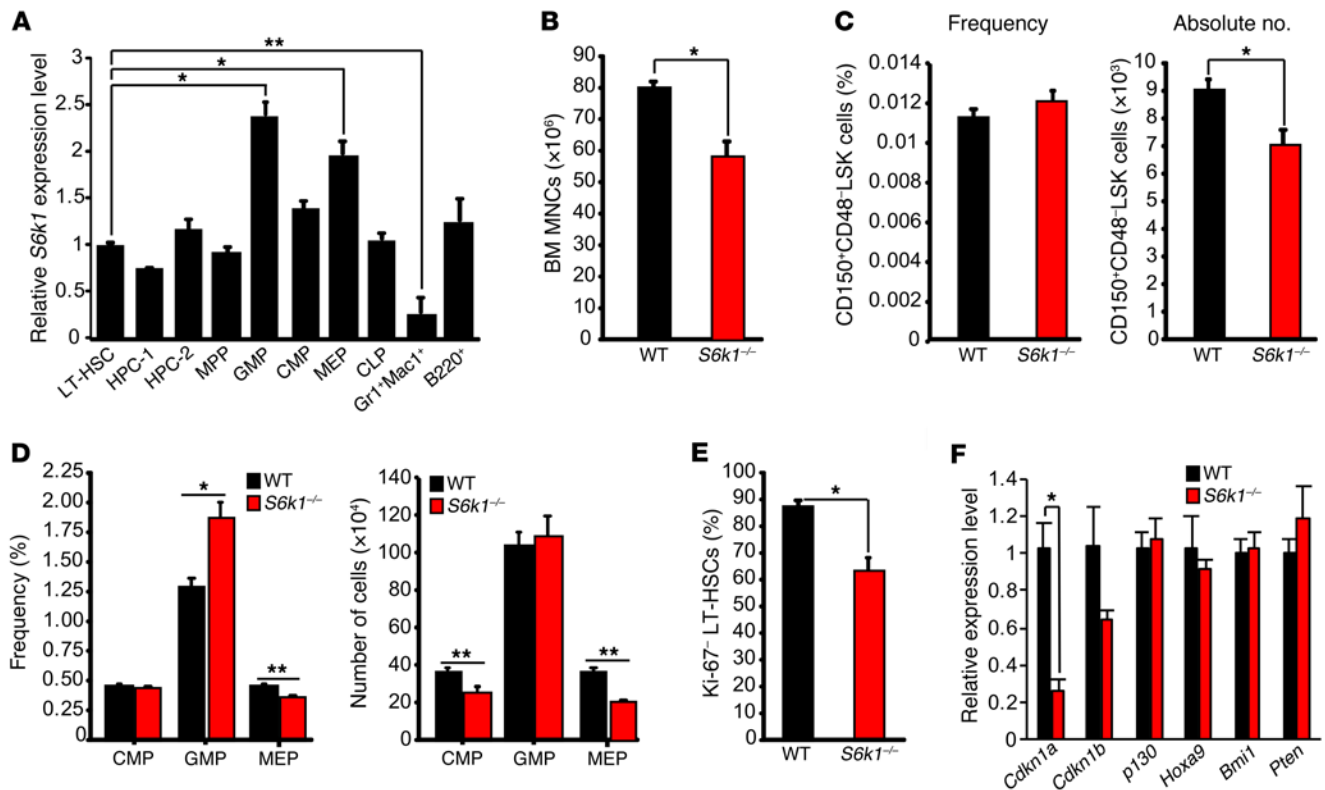 A
Relative S6k1 expression level
3
2.5
2
1.5
1
0.5
0
**
*
*
LT-HSC
HPC-1
HPC-2
MPP
GMP
CMP
MEP
CLP
Gr1⁺Mac1⁺
B220⁺
B
BM MNCs (×10⁶)
90
80
70
60
50
40
30
20
10
0
*
WT
S6k1⁻/⁻
C
Frequency
CD150⁺CD48⁻LSK cells (%)
0.014
0.012
0.01
0.008
0.006
0.004
0.002
0
WT
S6k1⁻/⁻
Absolute no.
CD150⁺CD48⁻LSK cells (×10³)
10
9
8
7
6
5
4
3
2
1
0
*
WT
S6k1⁻/⁻
D
Frequency (%)
2.25
2.00
1.75
1.50
1.25
1.00
0.75
0.50
0.25
0
WT
S6k1⁻/⁻
*
**
CMP
GMP
MEP
Number of cells (×10⁴)
140
120
100
80
60
40
20
0
WT
S6k1⁻/⁻
**
**
CMP
GMP
MEP
E
Ki-67⁻ LT-HSCs (%)
100
90
80
70
60
50
40
30
20
10
0
*
WT
S6k1⁻/⁻
F
Relative expression level
1.4
1.2
1
0.8
0.6
0.4
0.2
0
WT
S6k1⁻/⁻
*
Cdkn1a
Cdkn1b
p130
Hoxa9
Bmi1
Pten